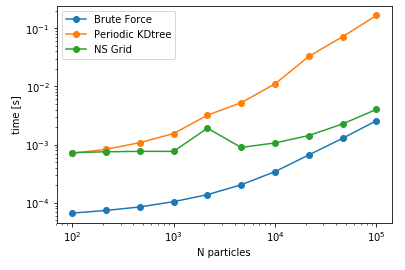 Brute Force
Periodic KDtree
NS Grid
time [s]
10⁻¹
10⁻²
10⁻³
10⁻⁴
10²
10³
10⁴
10⁵
N particles